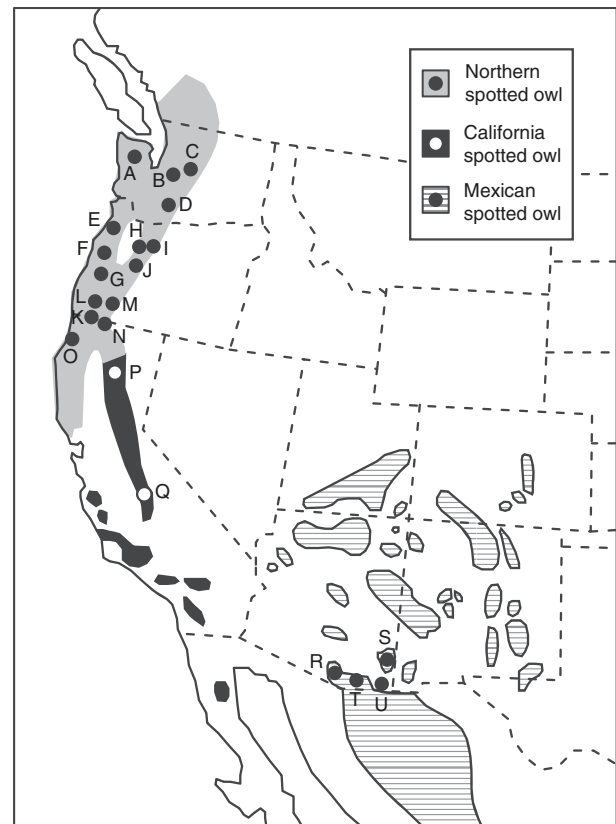 Northern
spotted owl
California
spotted owl
Mexican
spotted owl
A
B
C
D
E
F
G
H
I
J
L
M
K
N
O
P
Q
R
S
T
U